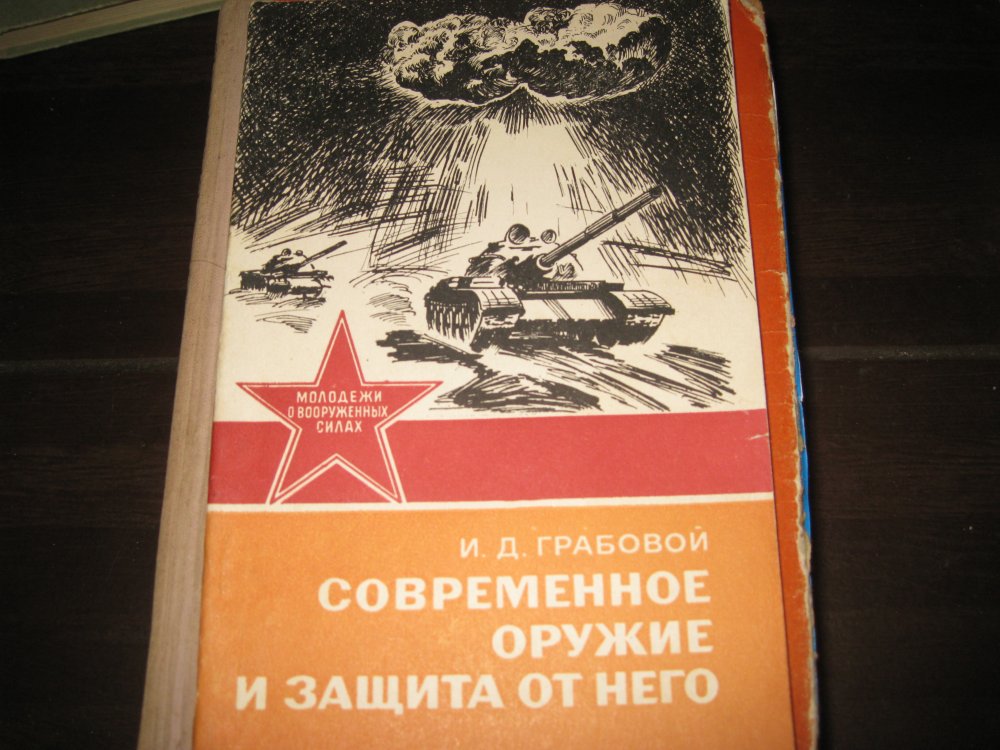 МОЛОДЕЖИ
О ВООРУЖЕННЫХ
СИЛАХ
И. Д. ГРАБОВОЙ
СОВРЕМЕННОЕ
ОРУЖИЕ
И ЗАЩИТА ОТ НЕГО